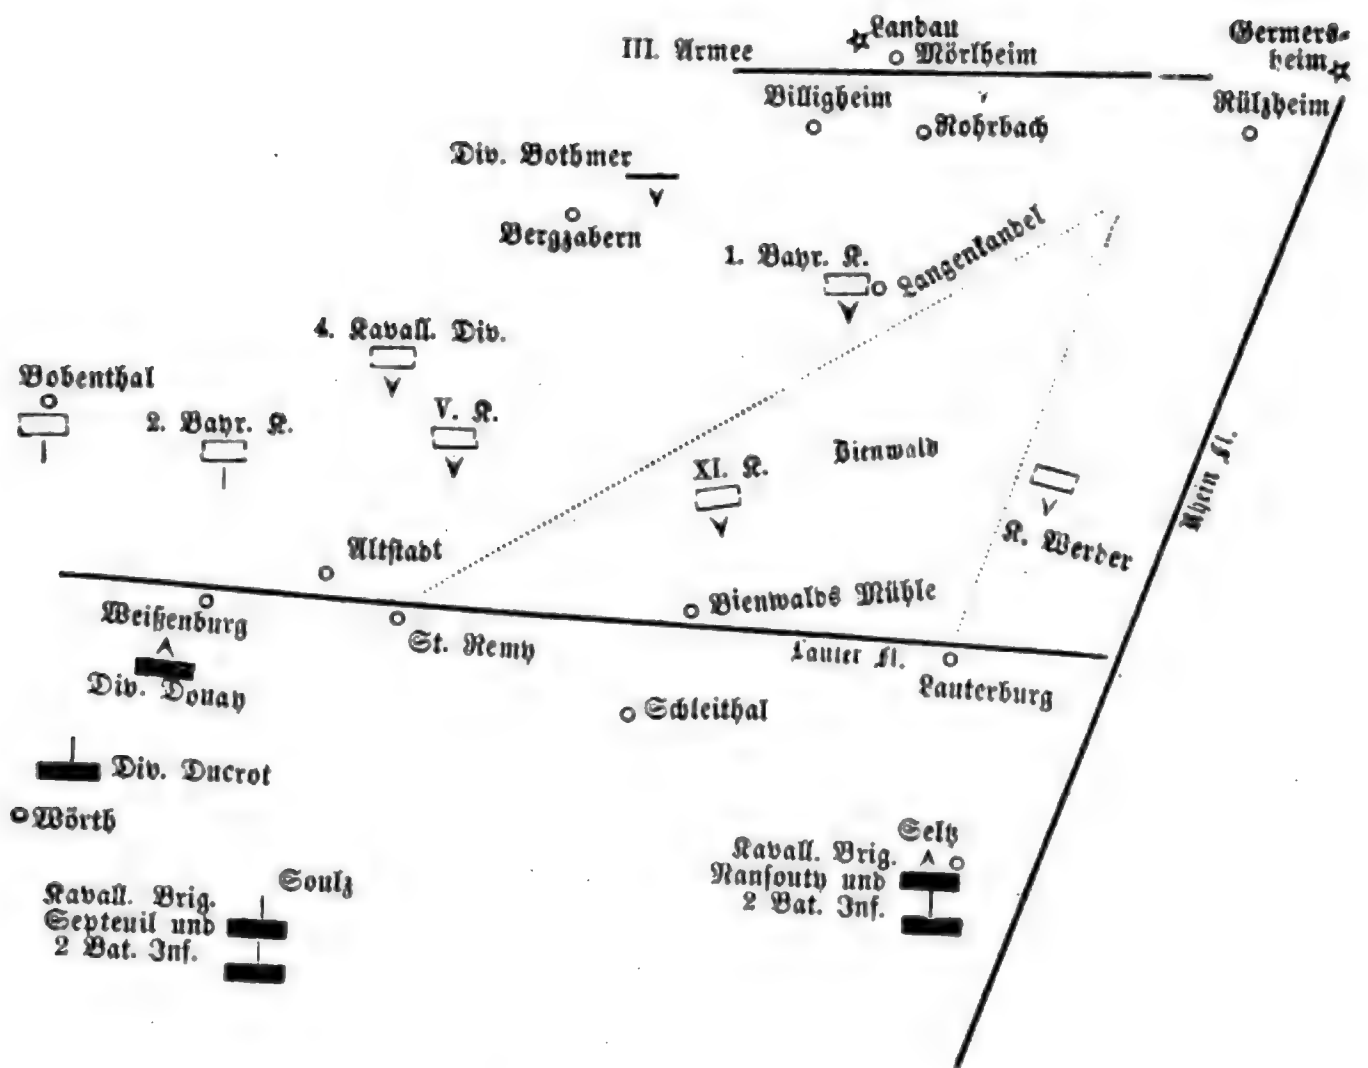 Landau
Germers-
heim
III. Armee
Mörlheim
Billigheim
Rülzheim
Rohrbach
Div. Bothmer
Bergzabern
Langenkandel
1. Bayr. K.
4. Kavall. Div.
Bobenthal
2. Bayr. K.
V. K.
XI. K.
Bienwald
Rhein Fl.
K. Werder
Altstadt
Bienwalds Mühle
Weißenburg
St. Remy
Lauter Fl.
Lauterburg
Div. Douay
Schleithal
Div. Ducrot
Wörth
Selz
Kavall. Brig.
Nansouty und
2 Bat. Inf.
Soulz
Kavall. Brig.
Septeuil und
2 Bat. Inf.